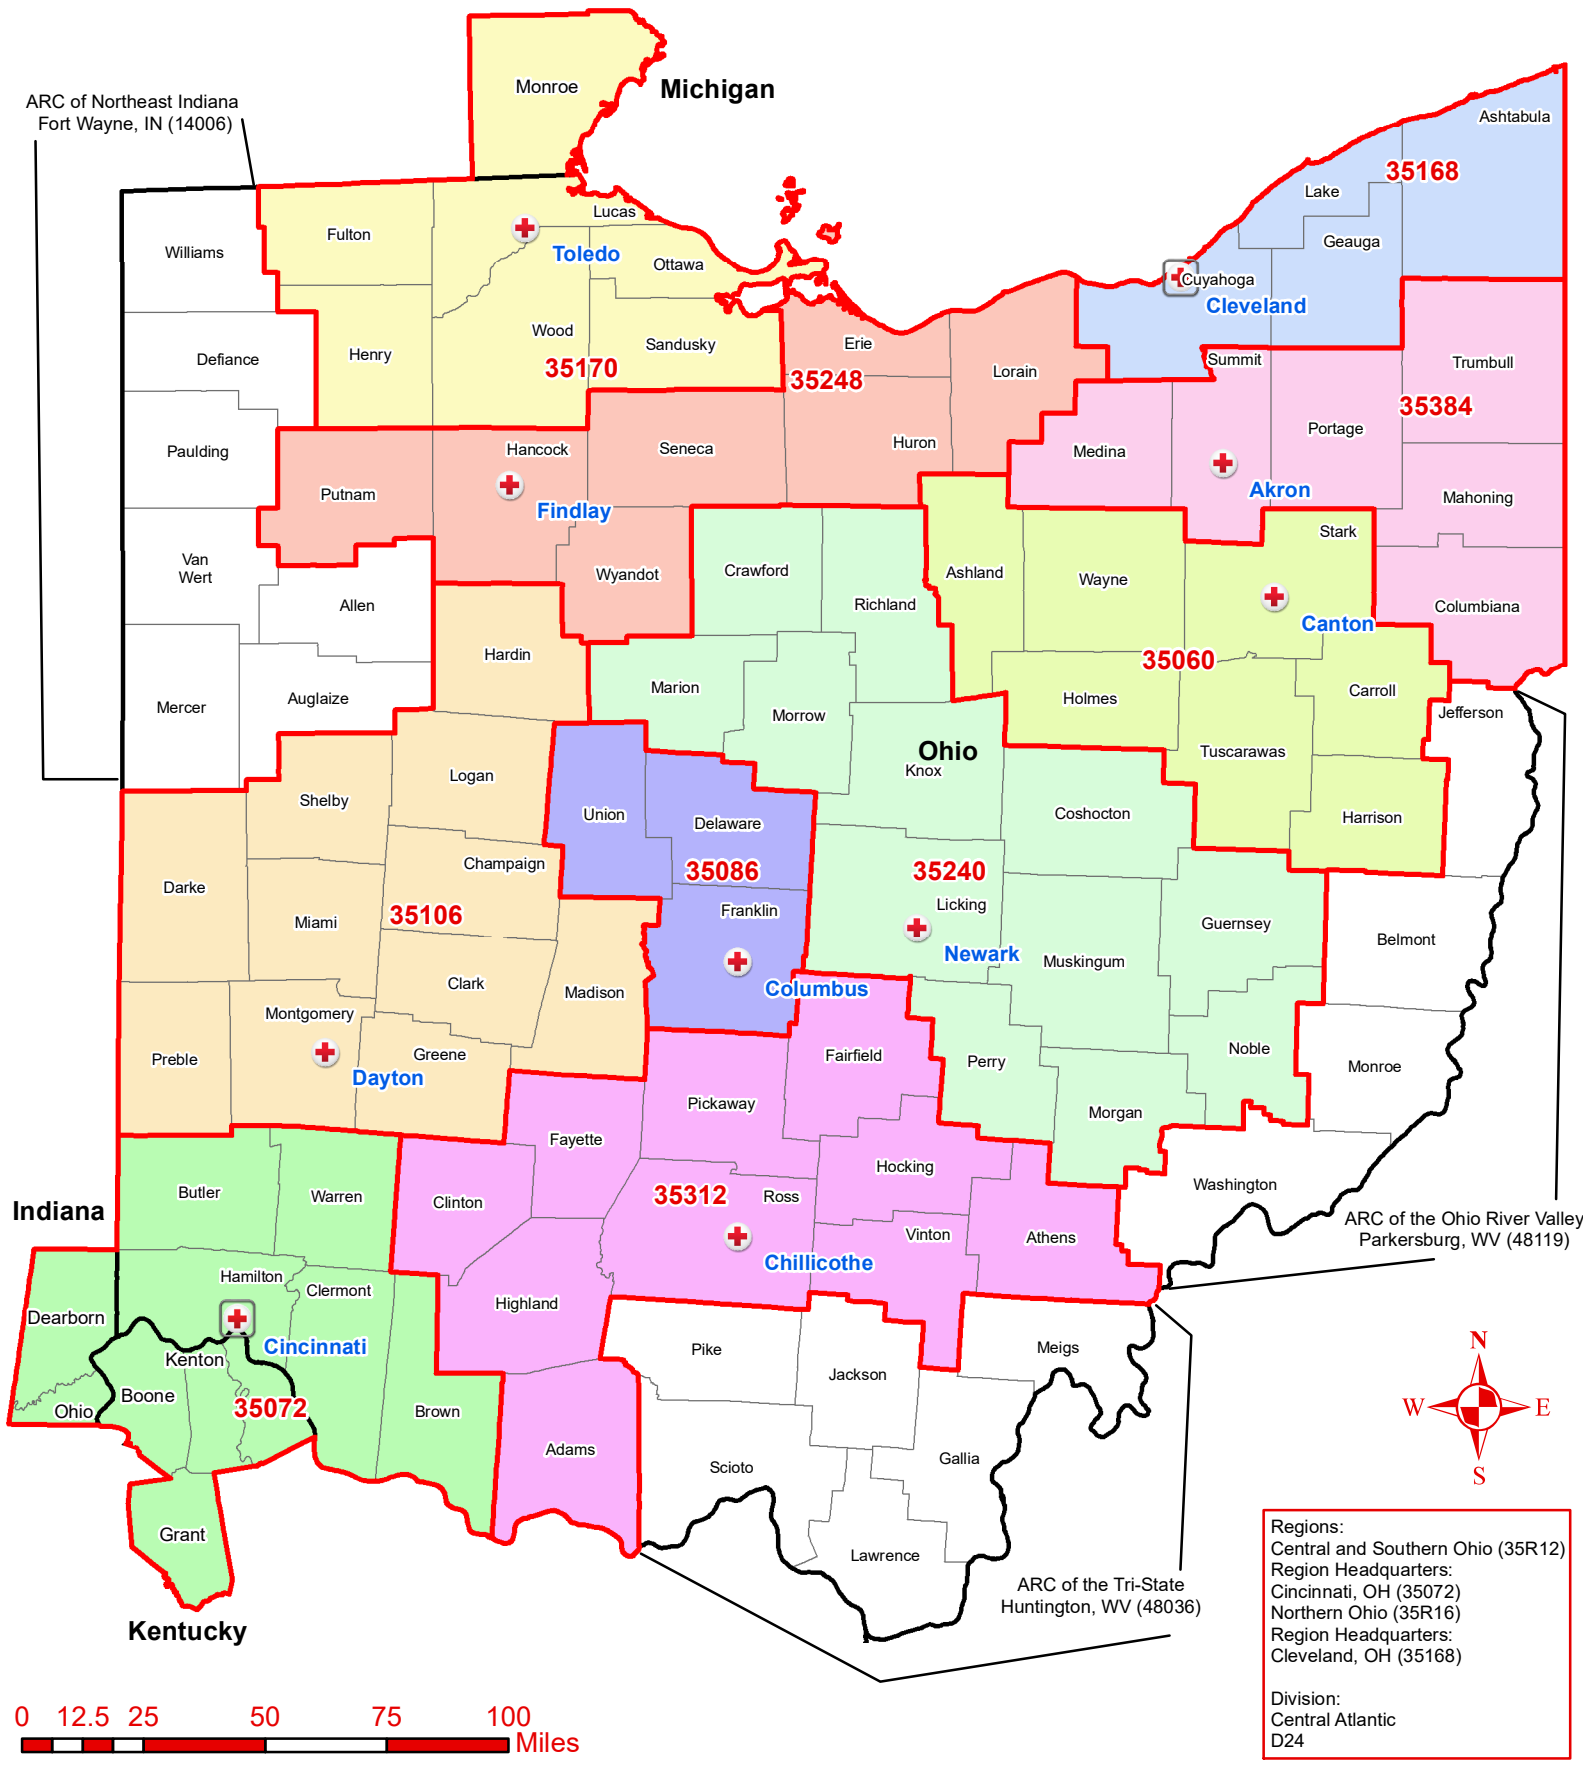 Monroe
Michigan
ARC of Northeast Indiana
Fort Wayne, IN (14006)
Ashtabula
35168
Lake
Geauga
Cuyahoga
Cleveland
Williams
Fulton
Lucas
Toledo
Ottawa
Defiance
Henry
Wood
35170
Sandusky
Erie
35248
Lorain
Summit
Trumbull
35384
Portage
Paulding
Hancock
Seneca
Huron
Medina
Putnam
Findlay
Akron
Mahoning
Stark
Van
Wert
Allen
Wyandot
Crawford
Richland
Ashland
Wayne
Columbiana
Canton
Hardin
35060
Mercer
Auglaize
Marion
Morrow
Holmes
Carroll
Jefferson
Ohio
Knox
Tuscarawas
Logan
Shelby
Union
Delaware
Coshocton
Harrison
Champaign
35086
35240
Darke
Miami
35106
Franklin
Licking
Guernsey
Belmont
Newark
Muskingum
Clark
Madison
Columbus
Montgomery
Preble
Greene
Dayton
Fairfield
Perry
Noble
Monroe
Pickaway
Morgan
Fayette
Hocking
Butler
Warren
Clinton
35312
Ross
Washington
Indiana
Vinton
Athens
Chillicothe
ARC of the Ohio River Valley
Parkersburg, WV (48119)
Hamilton
Clermont
Highland
Dearborn
Cincinnati
Kenton
Pike
Meigs
Jackson
Boone
Ohio
35072
Brown
Adams
Scioto
Gallia
Grant
Lawrence
Kentucky
ARC of the Tri-State
Huntington, WV (48036)
N
W
E
S
Regions:
Central and Southern Ohio (35R12)
Region Headquarters:
Cincinnati, OH (35072)
Northern Ohio (35R16)
Region Headquarters:
Cleveland, OH (35168)
Division:
Central Atlantic
D24
0 12.5 25 50 75 100
Miles